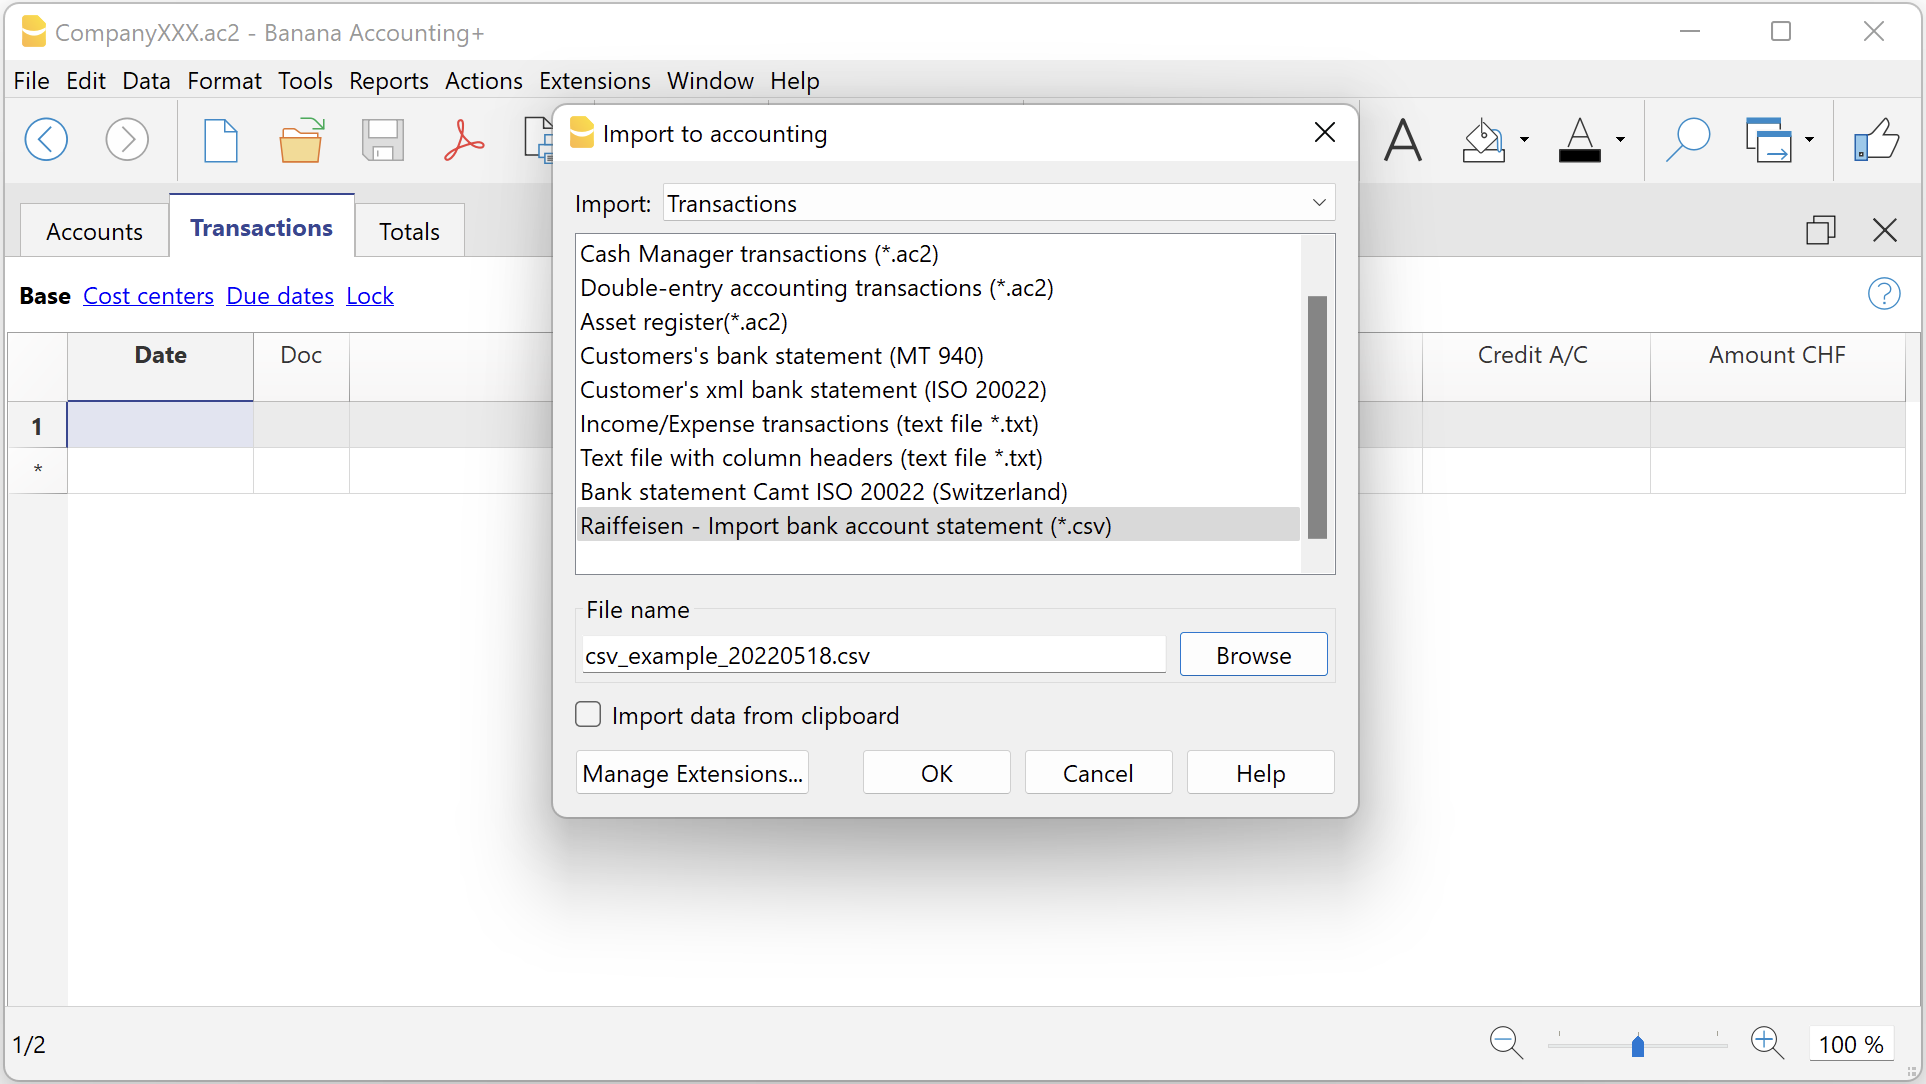 CompanyXXX.ac2 - Banana Accounting+
File Edit Data Format Tools Reports Actions Extensions Window Help
Import to accounting
Accounts Transactions Totals
Base Cost centers Due dates Lock
Date Doc Credit A/C Amount CHF
1
*
Import: Transactions
Cash Manager transactions (*.ac2)
Double-entry accounting transactions (*.ac2)
Asset register(*.ac2)
Customers's bank statement (MT 940)
Customer's xml bank statement (ISO 20022)
Income/Expense transactions (text file *.txt)
Text file with column headers (text file *.txt)
Bank statement Camt ISO 20022 (Switzerland)
Raiffeisen - Import bank account statement (*.csv)
File name
csv_example_20220518.csv Browse
Import data from clipboard
Manage Extensions... OK Cancel Help
1/2 100 %